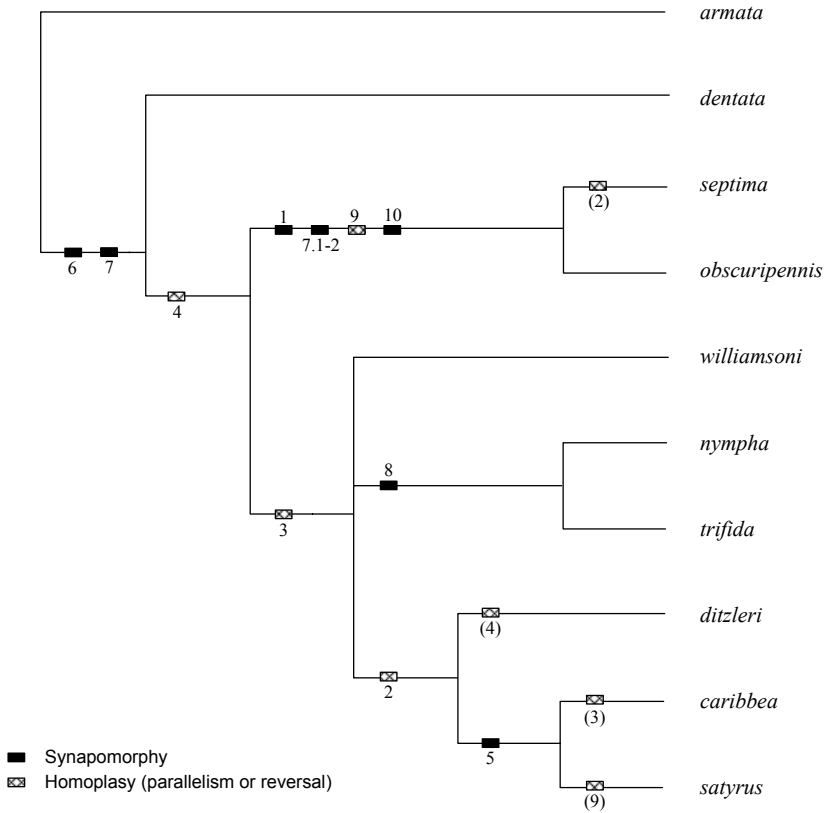 armata
dentata
septima
(2)
1 9 10
7.1-2
obscuripennis
6 7
4
williamsoni
nympha
8
trifida
3
ditzleri
(4)
2
caribbea
(3)
5
Synapomorphy
Homoplasy (parallelism or reversal)
satyrus
(9)